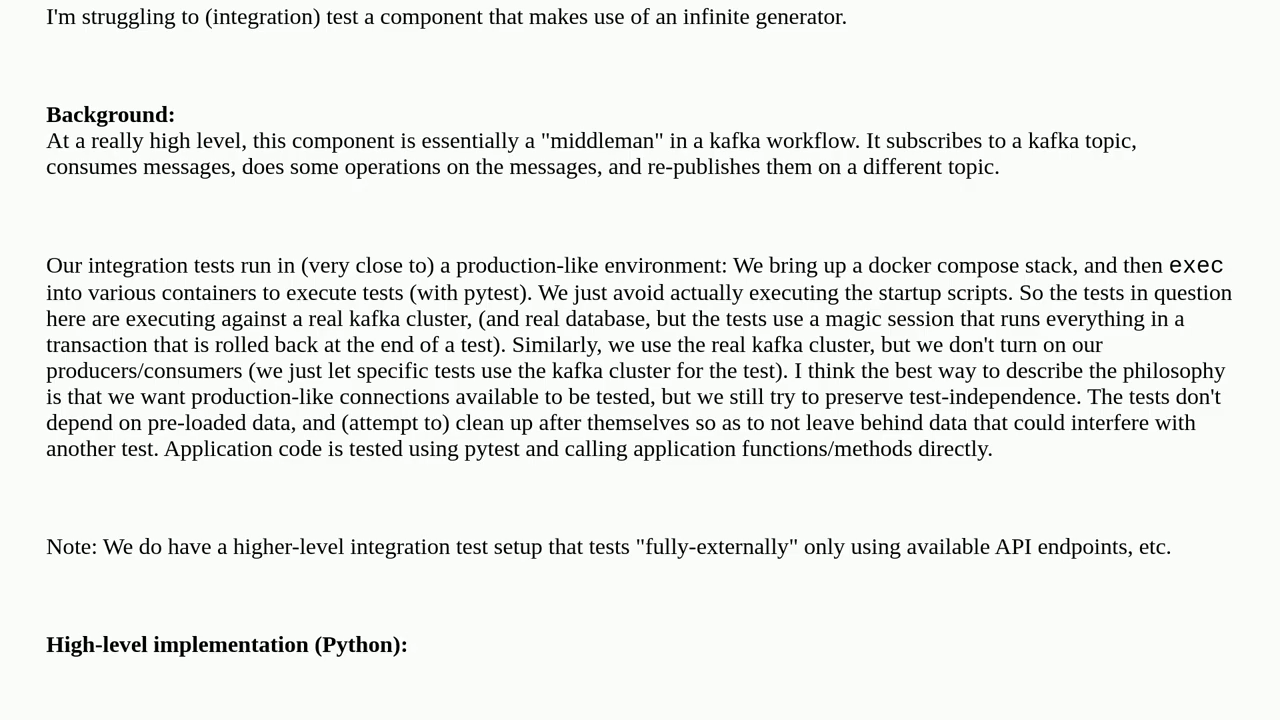 I'm struggling to (integration) test a component that makes use of an infinite generator.
Background:
At a really high level, this component is essentially a "middleman" in a kafka workflow. It subscribes to a kafka topic,
consumes messages, does some operations on the messages, and re-publishes them on a different topic.
Our integration tests run in (very close to) a production-like environment: We bring up a docker compose stack, and then exec
into various containers to execute tests (with pytest). We just avoid actually executing the startup scripts. So the tests in question
here are executing against a real kafka cluster, (and real database, but the tests use a magic session that runs everything in a
transaction that is rolled back at the end of a test). Similarly, we use the real kafka cluster, but we don't turn on our
producers/consumers (we just let specific tests use the kafka cluster for the test). I think the best way to describe the philosophy
is that we want production-like connections available to be tested, but we still try to preserve test-independence. The tests don't
depend on pre-loaded data, and (attempt to) clean up after themselves so as to not leave behind data that could interfere with
another test. Application code is tested using pytest and calling application functions/methods directly.
Note: We do have a higher-level integration test setup that tests "fully-externally" only using available API endpoints, etc.
High-level implementation (Python):